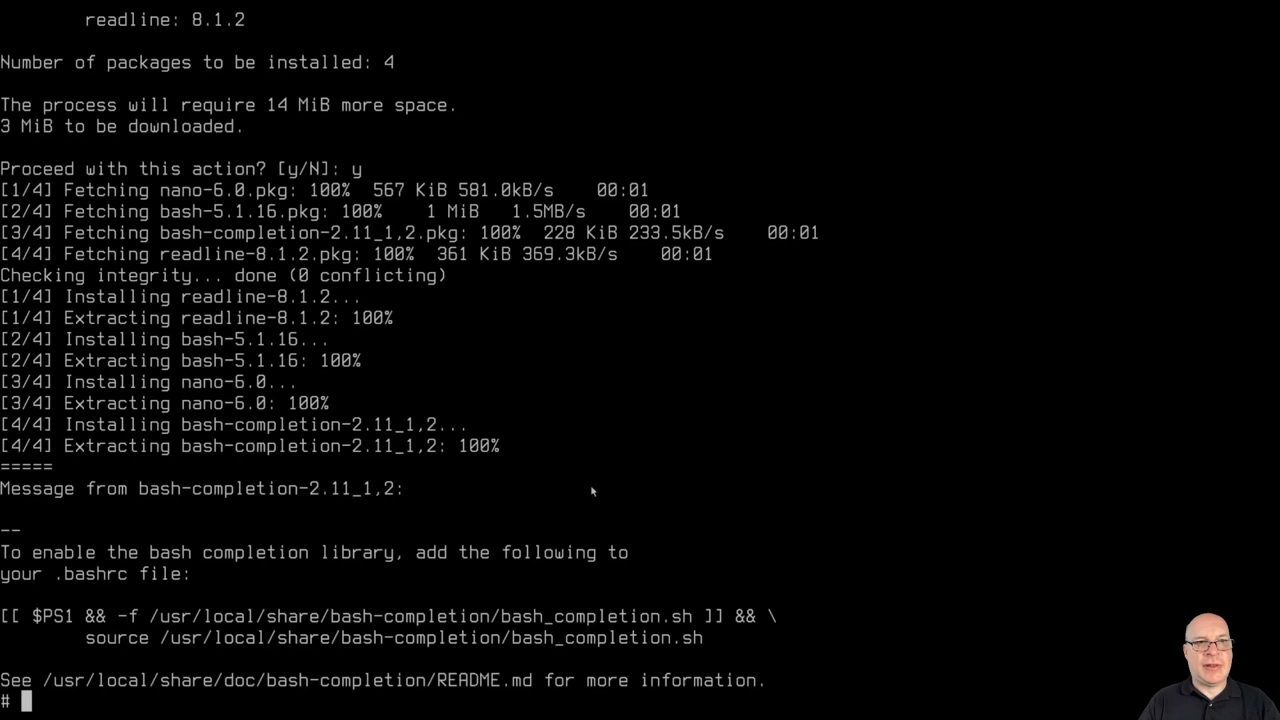 readline: 8.1.2
Number of packages to be installed: 4
The process will require 14 MiB more space.
3 MiB to be downloaded.
Proceed with this action? [y/N]: y
[1/4] Fetching nano-6.0.pkg: 100%  567 KiB 581.0kB/s    00:01
[2/4] Fetching bash-5.1.16.pkg: 100%    1 MiB   1.5MB/s    00:01
[3/4] Fetching bash-completion-2.11_1,2.pkg: 100%  228 KiB 233.5kB/s    00:01
[4/4] Fetching readline-8.1.2.pkg: 100%  361 KiB 369.3kB/s    00:01
Checking integrity... done (0 conflicting)
[1/4] Installing readline-8.1.2...
[1/4] Extracting readline-8.1.2: 100%
[2/4] Installing bash-5.1.16...
[2/4] Extracting bash-5.1.16: 100%
[3/4] Installing nano-6.0...
[3/4] Extracting nano-6.0: 100%
[4/4] Installing bash-completion-2.11_1,2...
[4/4] Extracting bash-completion-2.11_1,2: 100%
=====
Message from bash-completion-2.11_1,2:
--
To enable the bash completion library, add the following to
your .bashrc file:
[[ $PS1 && -f /usr/local/share/bash-completion/bash_completion.sh ]] && \
source /usr/local/share/bash-completion/bash_completion.sh
See /usr/local/share/doc/bash-completion/README.md for more information.
#